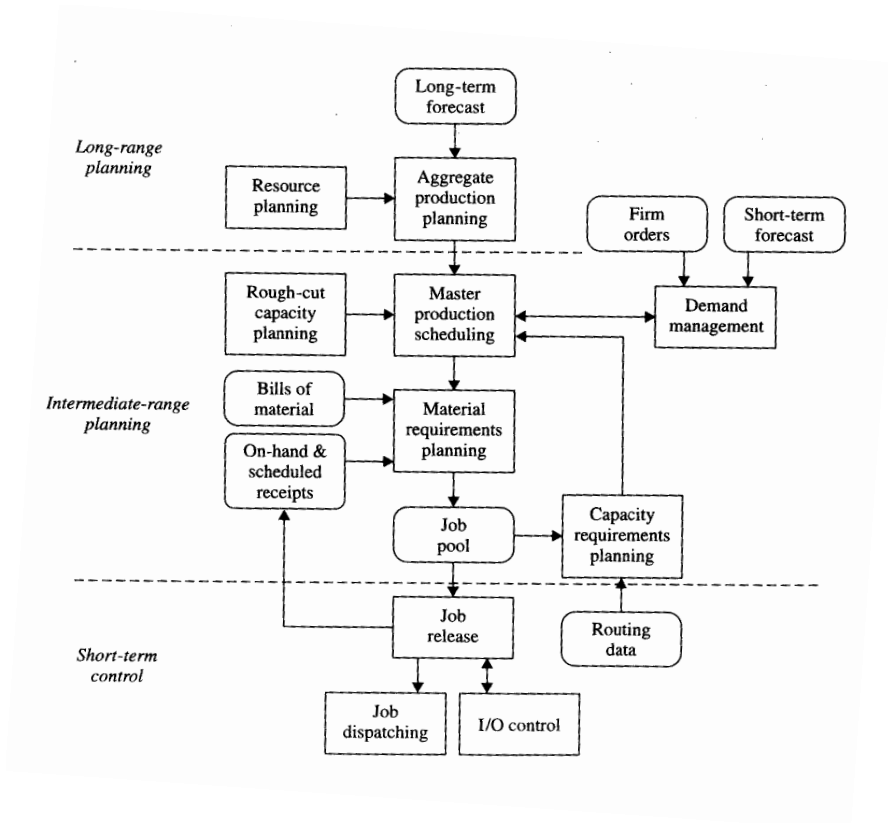 Long-term
forecast
Long-range
planning
Resource
planning
Aggregate
production
planning
Firm
orders
Short-term
forecast
Rough-cut
capacity
planning
Master
production
scheduling
Demand
management
Intermediate-range
planning
Bills of
material
Material
requirements
planning
On-hand &
scheduled
receipts
Job
pool
Capacity
requirements
planning
Short-term
control
Job
release
Routing
data
Job
dispatching
I/O control